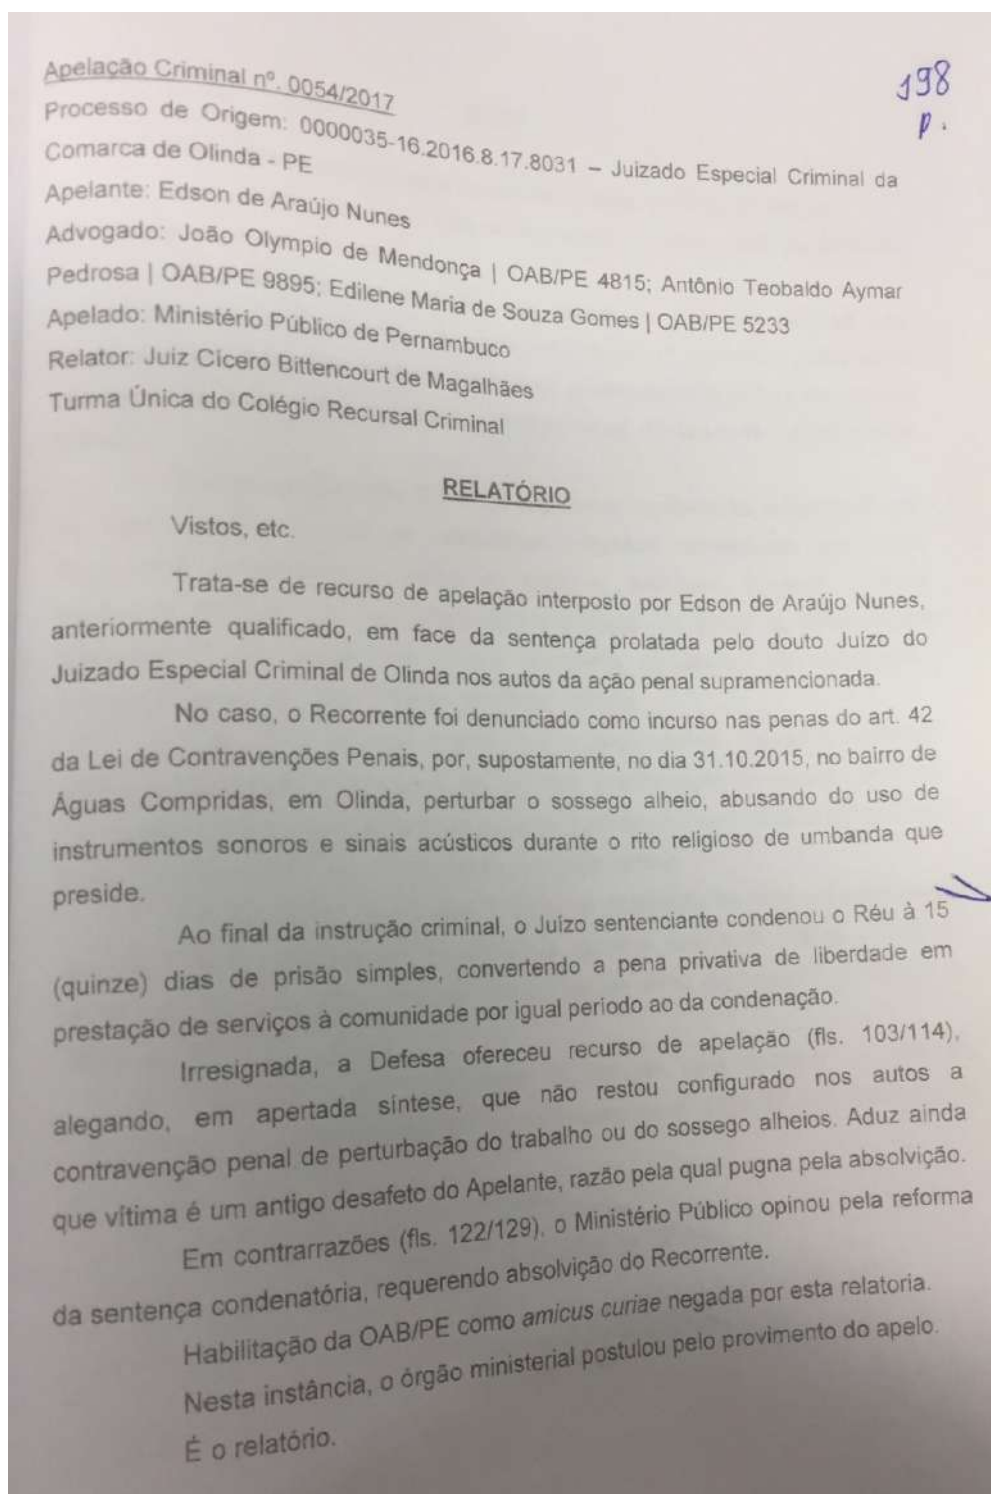 Apelação Criminal nº. 0054/2017
198
p.
Processo de Origem: 0000035-16.2016.8.17.8031 – Juizado Especial Criminal da
Comarca de Olinda - PE
Apelante: Edson de Araújo Nunes
Advogado: João Olympio de Mendonça | OAB/PE 4815; Antônio Teobaldo Aymar
Pedrosa | OAB/PE 9895; Edilene Maria de Souza Gomes | OAB/PE 5233
Apelado: Ministério Público de Pernambuco
Relator: Juiz Cícero Bittencourt de Magalhães
Turma Única do Colégio Recursal Criminal
RELATÓRIO
Vistos, etc.
Trata-se de recurso de apelação interposto por Edson de Araújo Nunes,
anteriormente qualificado, em face da sentença prolatada pelo douto Juízo do
Juizado Especial Criminal de Olinda nos autos da ação penal supramencionada.
No caso, o Recorrente foi denunciado como incurso nas penas do art. 42
da Lei de Contravenções Penais, por, supostamente, no dia 31.10.2015, no bairro de
Águas Compridas, em Olinda, perturbar o sossego alheio, abusando do uso de
instrumentos sonoros e sinais acústicos durante o rito religioso de umbanda que
preside.
Ao final da instrução criminal, o Juízo sentenciante condenou o Réu à 15
(quinze) dias de prisão simples, convertendo a pena privativa de liberdade em
prestação de serviços à comunidade por igual período ao da condenação.
Irresignada, a Defesa ofereceu recurso de apelação (fls. 103/114),
alegando, em apertada síntese, que não restou configurado nos autos a
contravenção penal de perturbação do trabalho ou do sossego alheios. Aduz ainda
que vítima é um antigo desafeto do Apelante, razão pela qual pugna pela absolvição.
Em contrarrazões (fls. 122/129), o Ministério Público opinou pela reforma
da sentença condenatória, requerendo absolvição do Recorrente.
Habilitação da OAB/PE como amicus curiae negada por esta relatoria.
Nesta instância, o órgão ministerial postulou pelo provimento do apelo.
É o relatório.